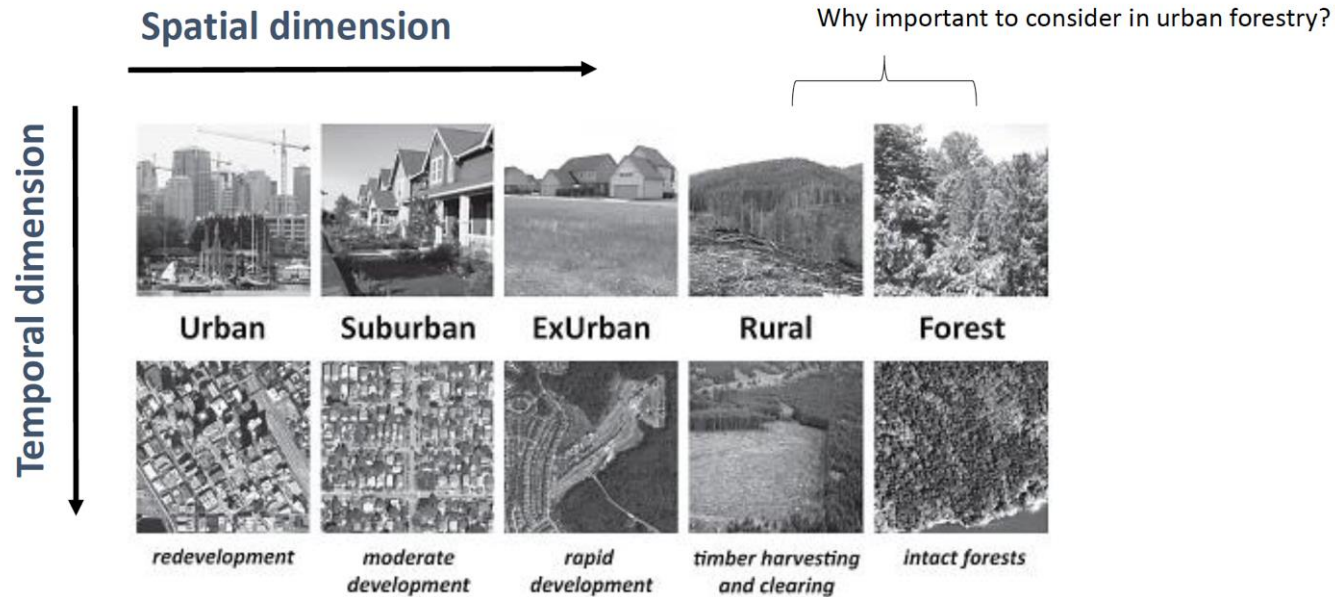 Spatial dimension
Why important to consider in urban forestry?
Temporal dimension
Urban
Suburban
ExUrban
Rural
Forest
redevelopment
moderate
development
rapid
development
timber harvesting
and clearing
intact forests